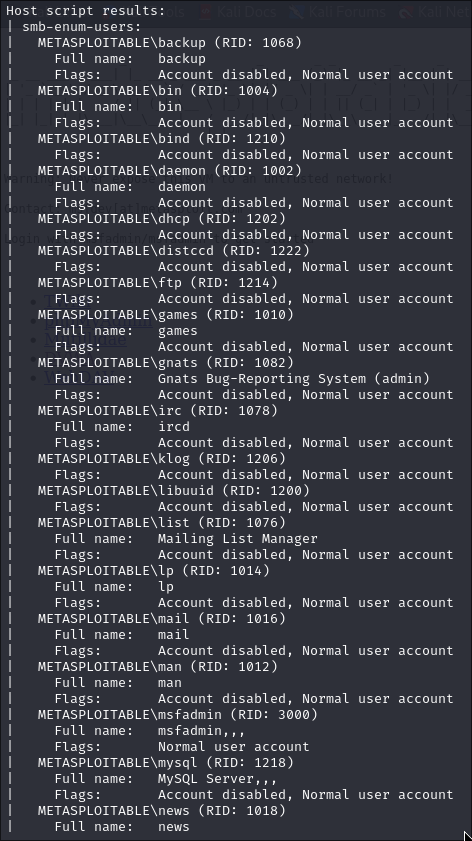 Host script results:
| smb-enum-users:
|   METASPLOITABLE\backup (RID: 1068)
|     Full name:   backup
|     Flags:       Account disabled, Normal user account
|   METASPLOITABLE\bin (RID: 1004)
|     Full name:   bin
|     Flags:       Account disabled, Normal user account
|   METASPLOITABLE\bind (RID: 1210)
|     Flags:       Account disabled, Normal user account
|   METASPLOITABLE\daemon (RID: 1002)
|     Full name:   daemon
|     Flags:       Account disabled, Normal user account
|   METASPLOITABLE\dhcp (RID: 1202)
|     Flags:       Account disabled, Normal user account
|   METASPLOITABLE\distccd (RID: 1222)
|     Flags:       Account disabled, Normal user account
|   METASPLOITABLE\ftp (RID: 1214)
|     Flags:       Account disabled, Normal user account
|   METASPLOITABLE\games (RID: 1010)
|     Full name:   games
|     Flags:       Account disabled, Normal user account
|   METASPLOITABLE\gnats (RID: 1082)
|     Full name:   Gnats Bug-Reporting System (admin)
|     Flags:       Account disabled, Normal user account
|   METASPLOITABLE\irc (RID: 1078)
|     Full name:   ircd
|     Flags:       Account disabled, Normal user account
|   METASPLOITABLE\klog (RID: 1206)
|     Flags:       Account disabled, Normal user account
|   METASPLOITABLE\libuuid (RID: 1200)
|     Flags:       Account disabled, Normal user account
|   METASPLOITABLE\list (RID: 1076)
|     Full name:   Mailing List Manager
|     Flags:       Account disabled, Normal user account
|   METASPLOITABLE\lp (RID: 1014)
|     Full name:   lp
|     Flags:       Account disabled, Normal user account
|   METASPLOITABLE\mail (RID: 1016)
|     Full name:   mail
|     Flags:       Account disabled, Normal user account
|   METASPLOITABLE\man (RID: 1012)
|     Full name:   man
|     Flags:       Account disabled, Normal user account
|   METASPLOITABLE\msfadmin (RID: 3000)
|     Full name:   msfadmin,,,
|     Flags:       Normal user account
|   METASPLOITABLE\mysql (RID: 1218)
|     Full name:   MySQL Server,,,
|     Flags:       Account disabled, Normal user account
|   METASPLOITABLE\news (RID: 1018)
|     Full name:   news